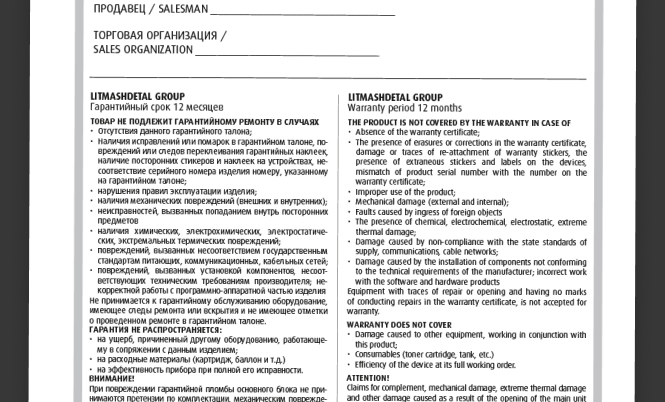 ПРОДАВЕЦ / SALESMAN
ТОРГОВАЯ ОРГАНИЗАЦИЯ /
SALES ORGANIZATION
LITMASHDETAL GROUP
Гарантийный срок 12 месяцев
ТОВАР НЕ ПОДЛЕЖИТ ГАРАНТИЙНОМУ РЕМОНТУ В СЛУЧАЯХ
• Отсутствия данного гарантийного талона;
• Наличия исправлений или помарок в гарантийном талоне, по-
вреждений или следов переклеивания гарантийных наклеек,
наличие посторонних стикеров и наклеек на устройствах, не-
соответствие серийного номера изделия номеру, указанному
на гарантийном талоне;
• нарушения правил эксплуатации изделия;
• наличия механических повреждений (внешних и внутренних);
• неисправностей, вызванных попаданием внутрь посторонних
предметов
• наличия химических, электрохимических, электростатиче-
ских, экстремальных термических повреждений;
• повреждений, вызванных несоответствием государственным
стандартам питающих, коммуникационных, кабельных сетей;
• повреждений, вызванных установкой компонентов, несоот-
ветствующих техническим требованиям производителя; не-
корректной работы с программно-аппаратной частью изделия
Не принимается к гарантийному обслуживанию оборудование,
имеющее следы ремонта или вскрытия и не имеющее отметки
о проведенном ремонте в гарантийном талоне.
ГАРАНТИЯ НЕ РАСПРОСТРАНЯЕТСЯ:
• на ущерб, причиненный другому оборудованию, работающе-
му в сопряжении с данным изделием;
• на расходные материалы (картридж, баллон и т.д.)
• на эффективность прибора при полной его исправности.
ВНИМАНИЕ!
При повреждении гарантийной пломбы основного блока не при-
нимаются претензии по комплектации, механическим поврежде-
LITMASHDETAL GROUP
Warranty period 12 months
THE PRODUCT IS NOT COVERED BY THE WARRANTY IN CASE OF
• Absence of the warranty certificate;
• The presence of erasures or corrections in the warranty certificate,
damage or traces of re-attachment of warranty stickers, the
presence of extraneous stickers and labels on the devices,
mismatch of product serial number with the number on the
warranty certificate;
• Improper use of the product;
• Mechanical damage (external and internal);
• Faults caused by ingress of foreign objects
• The presence of chemical, electrochemical, electrostatic, extreme
thermal damage;
• Damage caused by non-compliance with the state standards of
supply, communications, cable networks;
• Damage caused by the installation of components not conforming
to the technical requirements of the manufacturer; incorrect work
with the software and hardware products
Equipment with traces of repair or opening and having no marks
of conducting repairs in the warranty certificate, is not accepted for
warranty.
WARRANTY DOES NOT COVER
• Damage caused to other equipment, working in conjunction with
this product;
• Consumables (toner cartridge, tank, etc.)
• Efficiency of the device at its full working order.
ATTENTION!
Claims for complement, mechanical damage, extreme thermal damage
and other damage caused as a result of the opening of the main unit